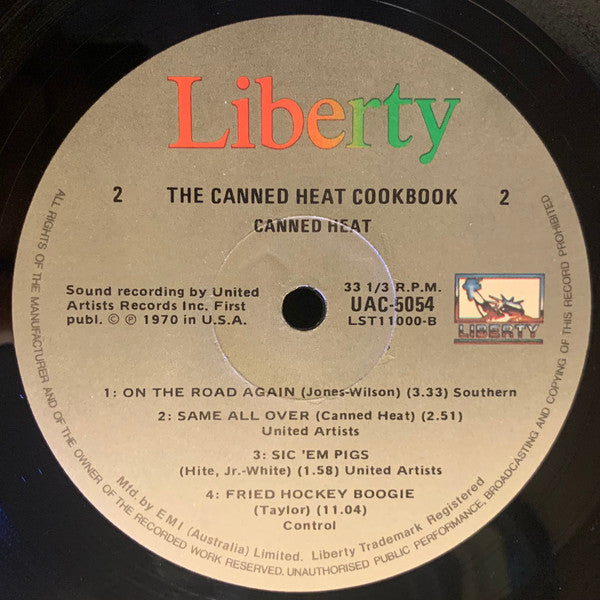 Liberty
2 THE CANNED HEAT COOKBOOK 2
CANNED HEAT
Sound recording by United
Artists Records Inc. First
publ. © ℗ 1970 in U.S.A.
33 1/3 R.P.M.
UAC-5054
LST11000-B
LIBERTY
1: ON THE ROAD AGAIN (Jones-Wilson) (3.33) Southern
2: SAME ALL OVER (Canned Heat) (2.51)
United Artists
3: SIC 'EM PIGS
(Hite, Jr.-White) (1.58) United Artists
4: FRIED HOCKEY BOOGIE
(Taylor) (11.04)
Control
Mfd. by EMI (Australia) Limited. Liberty Trademark Registered
ALL RIGHTS OF THE MANUFACTURER AND OF THE OWNER OF THE RECORDED WORK RESERVED. UNAUTHORISED PUBLIC PERFORMANCE, BROADCASTING AND COPYING OF THIS RECORD PROHIBITED